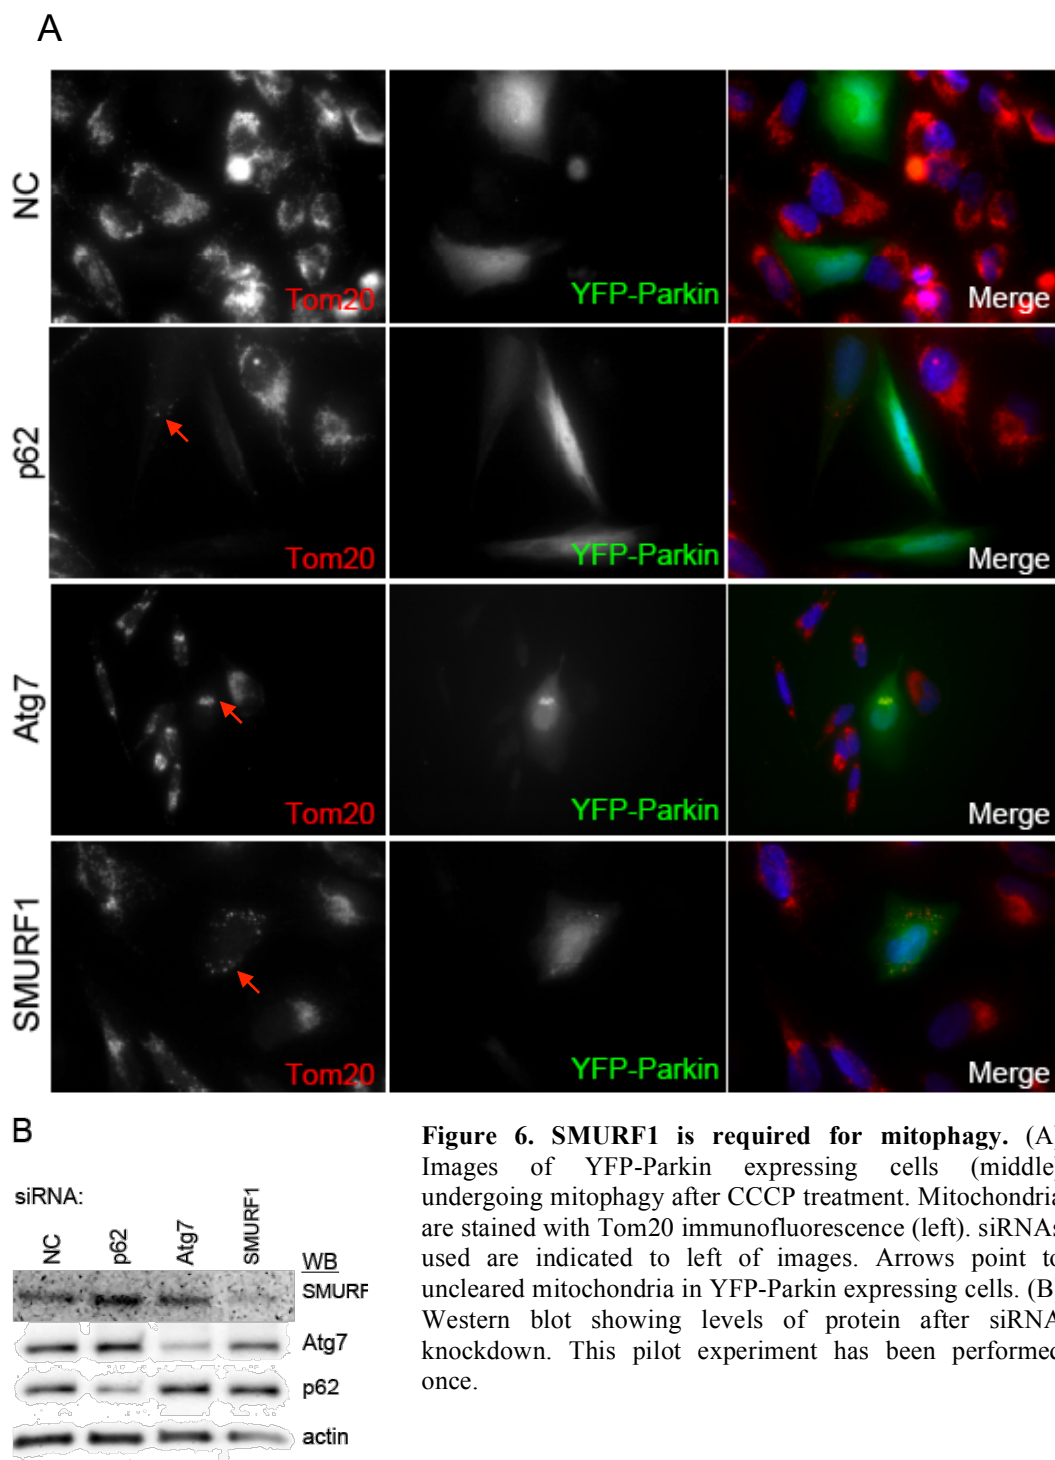 A
NC
Tom20
YFP-Parkin
Merge
p62
Tom20
YFP-Parkin
Merge
Atg7
Tom20
YFP-Parkin
Merge
SMURF1
Tom20
YFP-Parkin
Merge
B
siRNA:
NC
p62
Atg7
SMURF1
WB
SMURF
Atg7
p62
actin
Figure 6. SMURF1 is required for mitophagy. (A)
Images of YFP-Parkin expressing cells (middle)
undergoing mitophagy after CCCP treatment. Mitochondria
are stained with Tom20 immunofluorescence (left). siRNAs
used are indicated to left of images. Arrows point to
uncleared mitochondria in YFP-Parkin expressing cells. (B)
Western blot showing levels of protein after siRNA
knockdown. This pilot experiment has been performed
once.